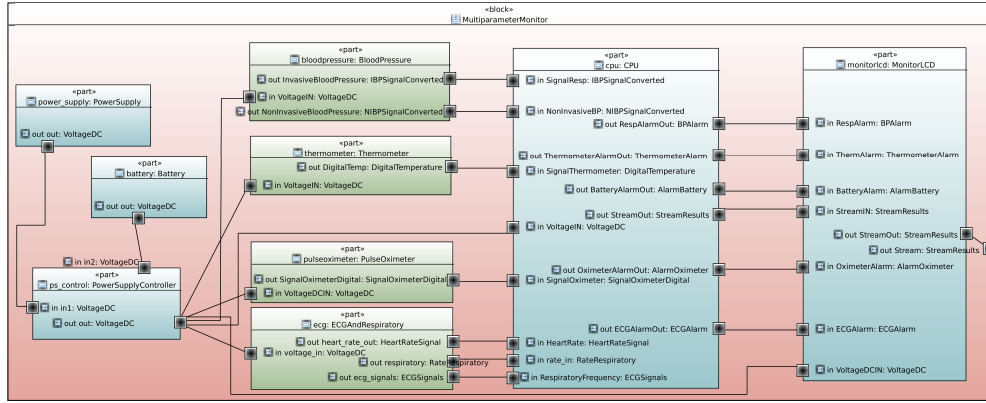 «block»
MultiparameterMonitor
«part»
power_supply: PowerSupply
out out: VoltageDC
«part»
battery: Battery
out out: VoltageDC
in in2: VoltageDC
«part»
ps_control: PowerSupplyController
in in1: VoltageDC
out out: VoltageDC
«part»
bloodpressure: BloodPressure
out InvasiveBloodPressure: IBPSignalConverted
in VoltageIN: VoltageDC
out NonInvasiveBloodPressure: NIBPSignalConverted
«part»
thermometer: Thermometer
out DigitalTemp: DigitalTemperature
in VoltageIN: VoltageDC
«part»
pulseoximeter: PulseOximeter
out SignalOximeterDigital: SignalOximeterDigital
in VoltageDCIN: VoltageDC
«part»
ecg: ECGAndRespiratory
out heart_rate_out: HeartRateSignal
in voltage_in: VoltageDC
out respiratory: RateRespiratory
out ecg_signals: ECGSignals
«part»
cpu: CPU
in SignalResp: IBPSignalConverted
in NonInvasiveBP: NIBPSignalConverted
out RespAlarmOut: BPAlarm
out ThermometerAlarmOut: ThermometerAlarm
in SignalThermometer: DigitalTemperature
out BatteryAlarmOut: AlarmBattery
out StreamOut: StreamResults
in VoltageIN: VoltageDC
out OximeterAlarmOut: AlarmOximeter
in SignalOximeter: SignalOximeterDigital
out ECGAlarmOut: ECGAlarm
in HeartRate: HeartRateSignal
in rate_in: RateRespiratory
in RespiratoryFrequency: ECGSignals
«part»
monitorlcd: MonitorLCD
in RespAlarm: BPAlarm
in ThermAlarm: ThermometerAlarm
in BatteryAlarm: AlarmBattery
in StreamIN: StreamResults
out StreamOut: StreamResults
out Stream: StreamResults
in OximeterAlarm: AlarmOximeter
in ECGAlarm: ECGAlarm
in VoltageDCIN: VoltageDC